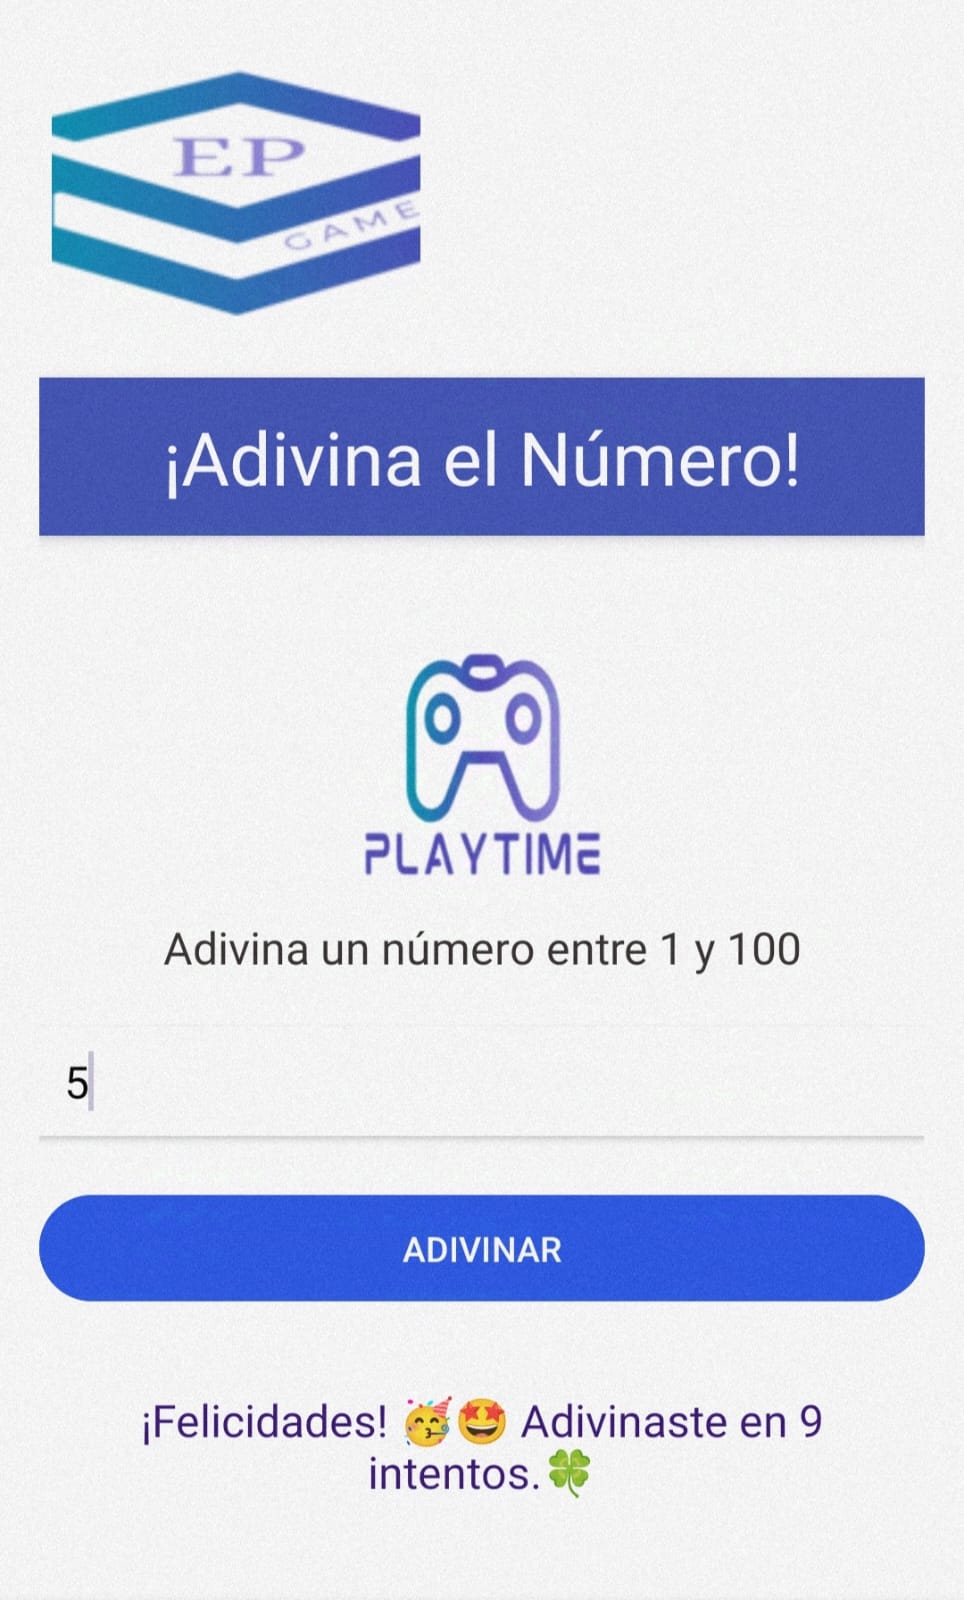 EP
GAME
¡Adivina el Número!
PLAYTIME
Adivina un número entre 1 y 100
5
ADIVINAR
¡Felicidades! 🥳🤩 Adivinaste en 9
intentos.🍀